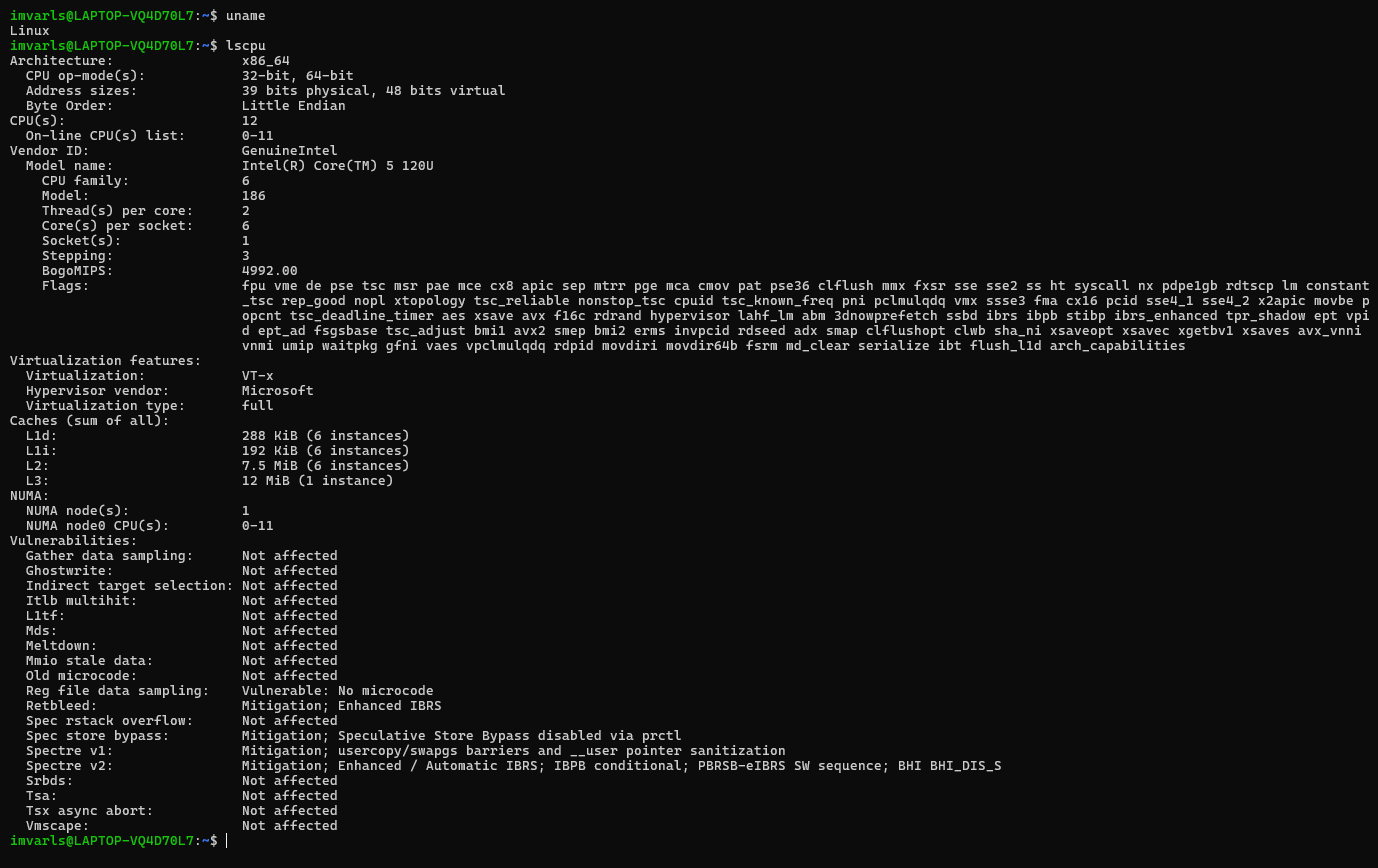 imvarls@LAPTOP-VQ4D70L7:~$ uname
Linux
imvarls@LAPTOP-VQ4D70L7:~$ lscpu
Architecture:                x86_64
  CPU op-mode(s):            32-bit, 64-bit
  Address sizes:             39 bits physical, 48 bits virtual
  Byte Order:                Little Endian
CPU(s):                      12
  On-line CPU(s) list:       0-11
Vendor ID:                   GenuineIntel
  Model name:                Intel(R) Core(TM) 5 120U
    CPU family:              6
    Model:                   186
    Thread(s) per core:      2
    Core(s) per socket:      6
    Socket(s):               1
    Stepping:                3
    BogoMIPS:                4992.00
    Flags:                   fpu vme de pse tsc msr pae mce cx8 apic sep mtrr pge mca cmov pat pse36 clflush mmx fxsr sse sse2 ss ht syscall nx pdpe1gb rdtscp lm constant
                             _tsc rep_good nopl xtopology tsc_reliable nonstop_tsc cpuid tsc_known_freq pni pclmulqdq vmx ssse3 fma cx16 pcid sse4_1 sse4_2 x2apic movbe p
                             opcnt tsc_deadline_timer aes xsave avx f16c rdrand hypervisor lahf_lm abm 3dnowprefetch ssbd ibrs ibpb stibp ibrs_enhanced tpr_shadow ept vpi
                             d ept_ad fsgsbase tsc_adjust bmi1 avx2 smep bmi2 erms invpcid rdseed adx smap clflushopt clwb sha_ni xsaveopt xsavec xgetbv1 xsaves avx_vnni
                             vnmi umip waitpkg gfni vaes vpclmulqdq rdpid movdiri movdir64b fsrm md_clear serialize ibt flush_l1d arch_capabilities
Virtualization features:
  Virtualization:            VT-x
  Hypervisor vendor:         Microsoft
  Virtualization type:       full
Caches (sum of all):
  L1d:                       288 KiB (6 instances)
  L1i:                       192 KiB (6 instances)
  L2:                        7.5 MiB (6 instances)
  L3:                        12 MiB (1 instance)
NUMA:
  NUMA node(s):              1
  NUMA node0 CPU(s):         0-11
Vulnerabilities:
  Gather data sampling:      Not affected
  Ghostwrite:                Not affected
  Indirect target selection: Not affected
  Itlb multihit:             Not affected
  L1tf:                      Not affected
  Mds:                       Not affected
  Meltdown:                  Not affected
  Mmio stale data:           Not affected
  Old microcode:             Not affected
  Reg file data sampling:    Vulnerable: No microcode
  Retbleed:                  Mitigation; Enhanced IBRS
  Spec rstack overflow:      Not affected
  Spec store bypass:         Mitigation; Speculative Store Bypass disabled via prctl
  Spectre v1:                Mitigation; usercopy/swapgs barriers and __user pointer sanitization
  Spectre v2:                Mitigation; Enhanced / Automatic IBRS; IBPB conditional; PBRSB-eIBRS SW sequence; BHI BHI_DIS_S
  Srbds:                     Not affected
  Tsa:                       Not affected
  Tsx async abort:           Not affected
  Vmscape:                   Not affected
imvarls@LAPTOP-VQ4D70L7:~$